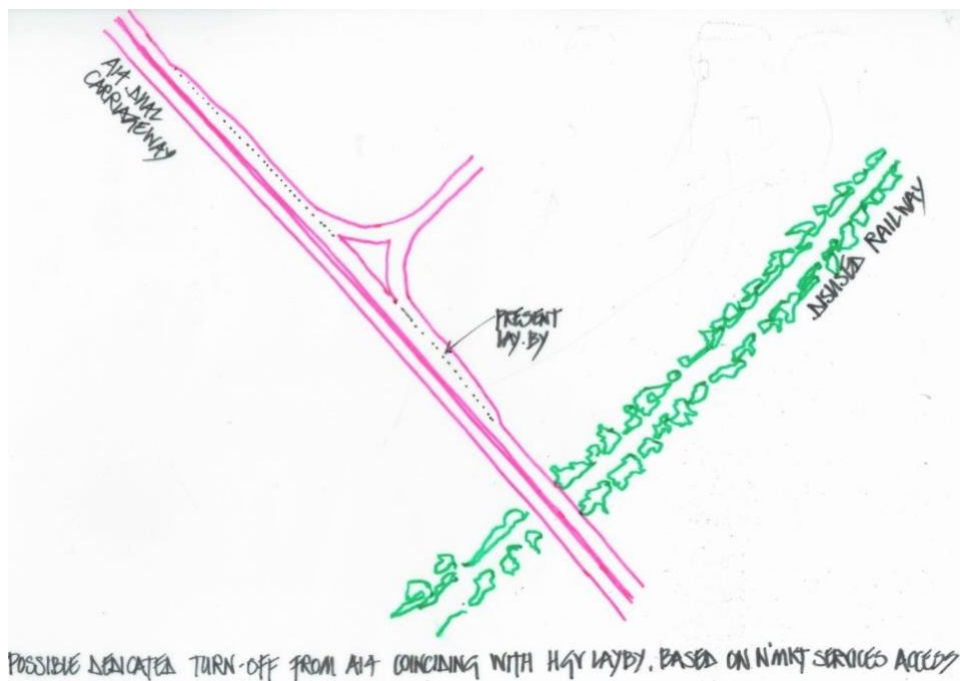 A14 DUAL
CARRIAGEWAY
PRESENT
LAY.BY
DISUSED RAILWAY
POSSIBLE DEDICATED TURN-OFF FROM A14 COINCIDING WITH HGV LAYBY. BASED ON N'MKT SERVICES ACCESS